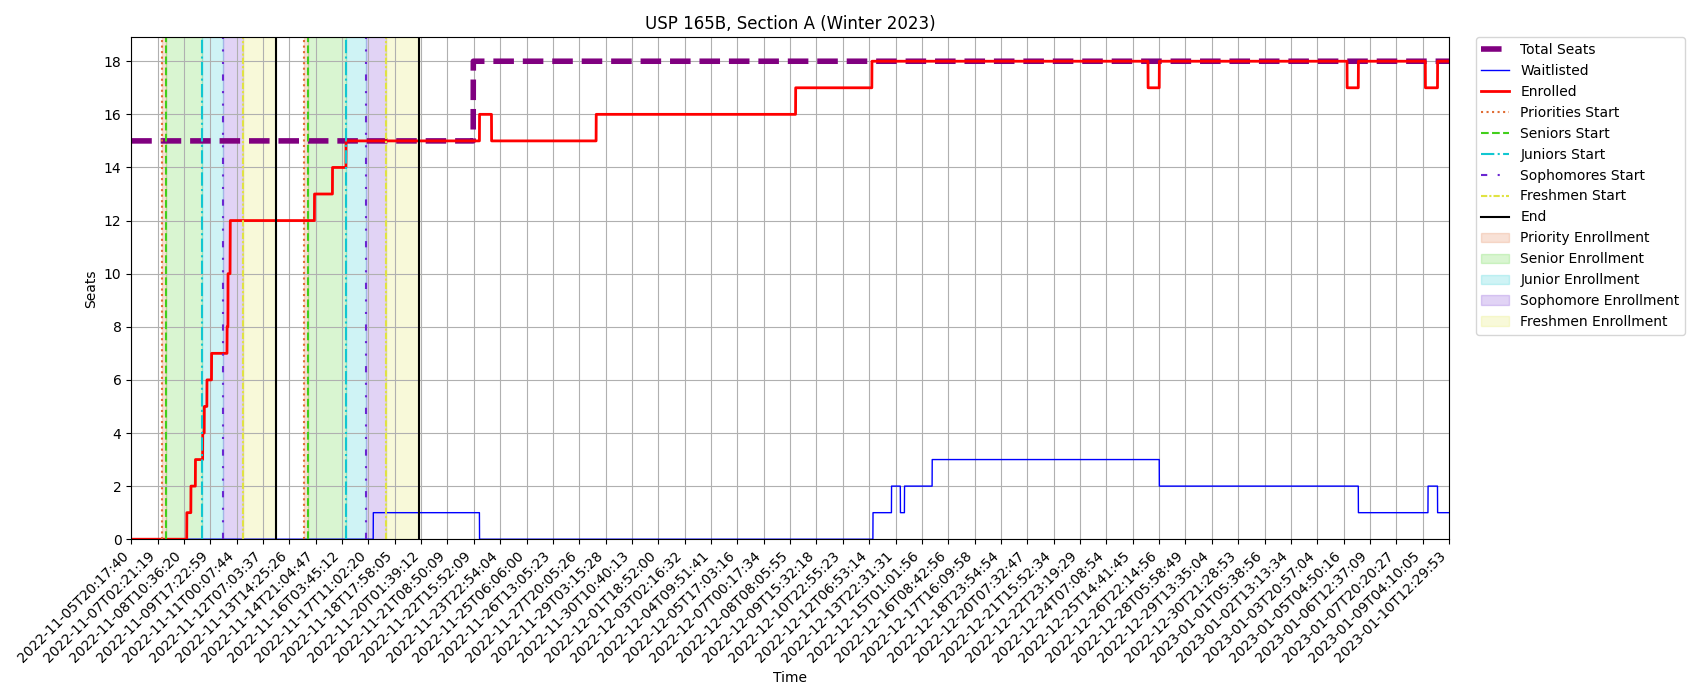 USP 165B, Section A (Winter 2023)
Seats
18
16
14
12
10
8
6
4
2
0
2022-11-05T20:17:40
2022-11-07T02:21:19
2022-11-08T10:36:20
2022-11-09T17:22:59
2022-11-11T00:07:44
2022-11-12T07:03:37
2022-11-13T14:25:26
2022-11-14T21:04:47
2022-11-16T03:45:12
2022-11-17T11:02:20
2022-11-18T17:58:05
2022-11-20T01:39:12
2022-11-21T08:50:09
2022-11-22T15:52:09
2022-11-23T22:54:04
2022-11-25T06:06:00
2022-11-26T13:05:23
2022-11-27T20:05:26
2022-11-29T03:15:28
2022-11-30T10:40:13
2022-12-01T18:52:00
2022-12-03T02:16:32
2022-12-04T09:51:41
2022-12-05T17:03:16
2022-12-07T00:17:34
2022-12-08T08:05:55
2022-12-09T15:32:18
2022-12-10T22:55:23
2022-12-12T06:53:14
2022-12-13T22:31:31
2022-12-15T01:01:56
2022-12-16T08:42:56
2022-12-17T16:09:58
2022-12-18T23:54:54
2022-12-20T07:32:47
2022-12-21T15:52:34
2022-12-22T23:19:29
2022-12-24T07:08:54
2022-12-25T14:41:45
2022-12-26T22:14:56
2022-12-28T05:58:49
2022-12-29T13:35:04
2022-12-30T21:28:53
2023-01-01T05:38:56
2023-01-02T13:13:34
2023-01-03T20:57:04
2023-01-05T04:50:16
2023-01-06T12:37:09
2023-01-07T20:20:27
2023-01-09T04:10:05
2023-01-10T12:29:53
Time
Total Seats
Waitlisted
Enrolled
Priorities Start
Seniors Start
Juniors Start
Sophomores Start
Freshmen Start
End
Priority Enrollment
Senior Enrollment
Junior Enrollment
Sophomore Enrollment
Freshmen Enrollment